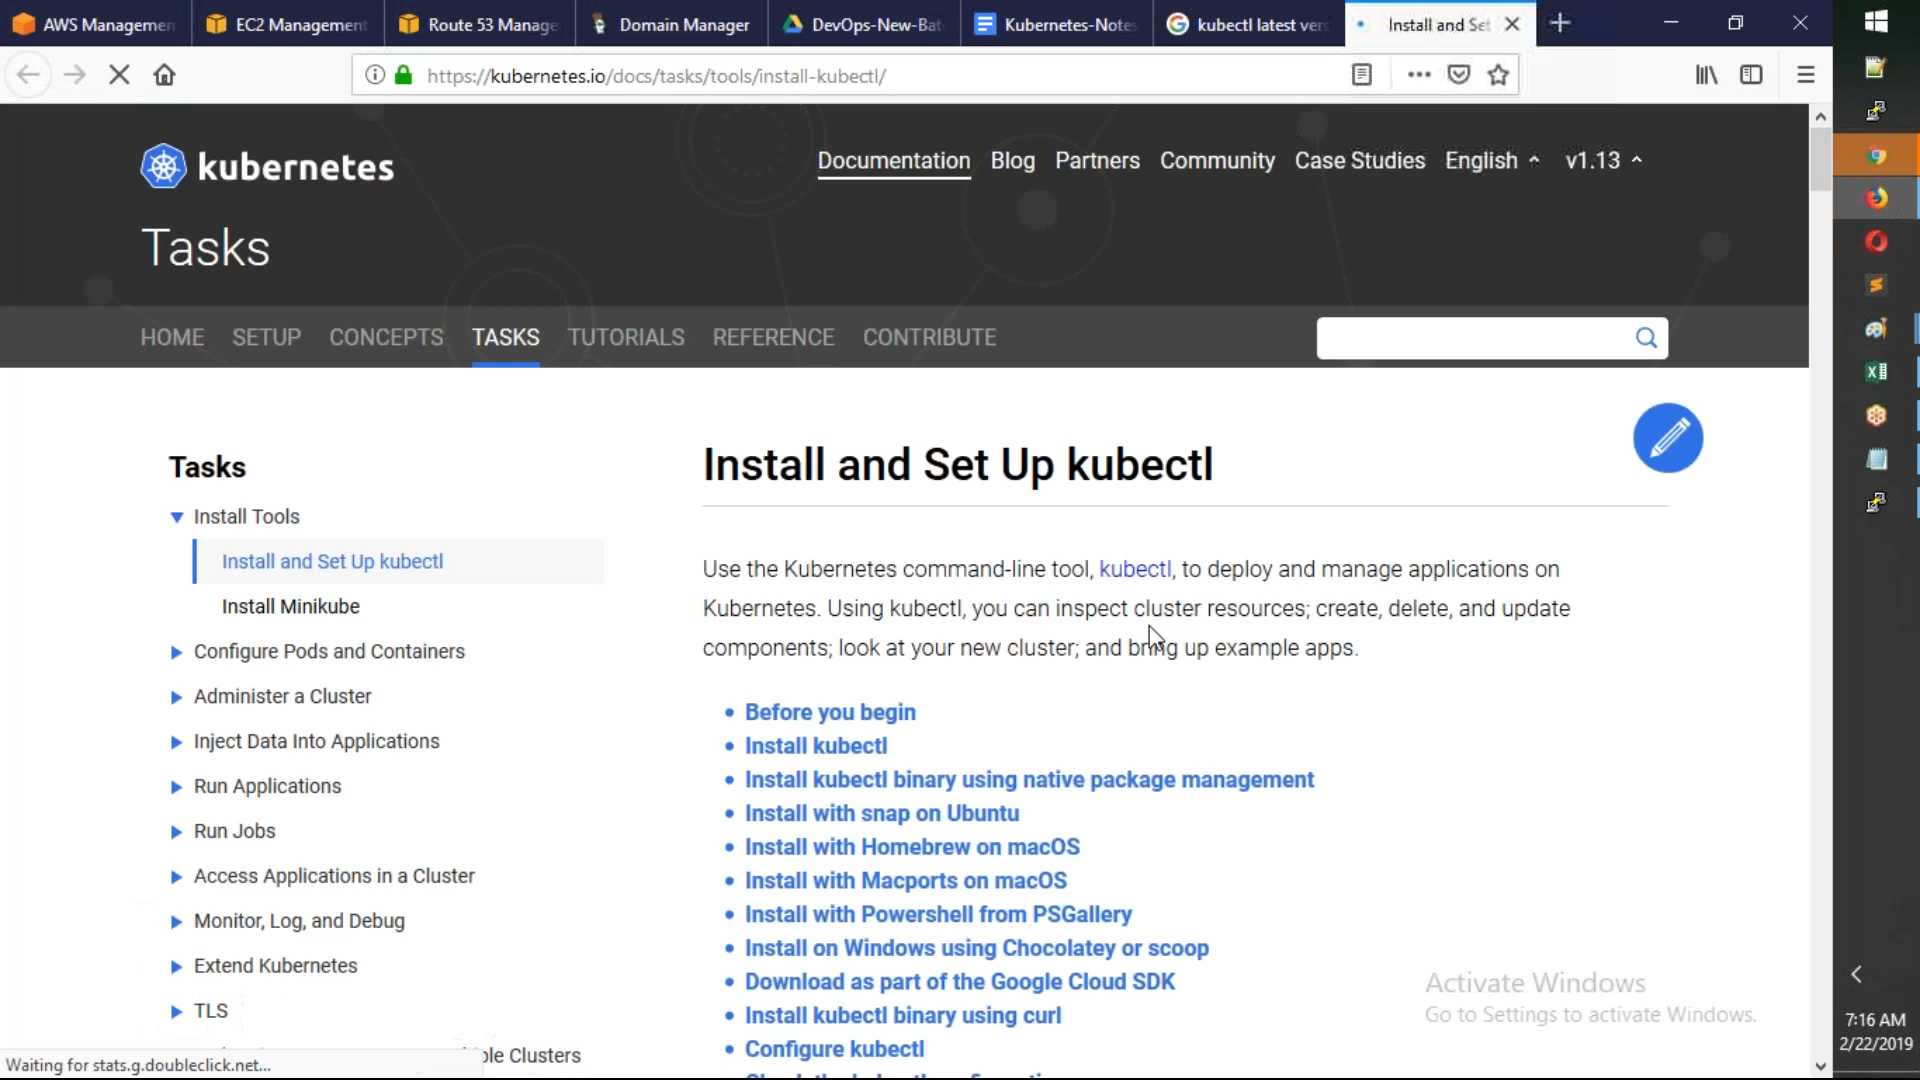 AWS Managemen
EC2 Management
Route 53 Manage
Domain Manager
DevOps-New-Bat
Kubernetes-Notes
kubectl latest ver
Install and Set
https://kubernetes.io/docs/tasks/tools/install-kubectl/
kubernetes
Documentation Blog Partners Community Case Studies English v1.13
Tasks
HOME SETUP CONCEPTS TASKS TUTORIALS REFERENCE CONTRIBUTE
Tasks
Install Tools
Install and Set Up kubectl
Install Minikube
Configure Pods and Containers
Administer a Cluster
Inject Data Into Applications
Run Applications
Run Jobs
Access Applications in a Cluster
Monitor, Log, and Debug
Extend Kubernetes
TLS
ple Clusters
Waiting for stats.g.doubleclick.net...
Install and Set Up kubectl
Use the Kubernetes command-line tool, kubectl, to deploy and manage applications on
Kubernetes. Using kubectl, you can inspect cluster resources; create, delete, and update
components; look at your new cluster; and bring up example apps.
• Before you begin
• Install kubectl
• Install kubectl binary using native package management
• Install with snap on Ubuntu
• Install with Homebrew on macOS
• Install with Macports on macOS
• Install with Powershell from PSGallery
• Install on Windows using Chocolatey or scoop
• Download as part of the Google Cloud SDK
• Install kubectl binary using curl
• Configure kubectl
Activate Windows
Go to Settings to activate Windows.
7:16 AM
2/22/2019